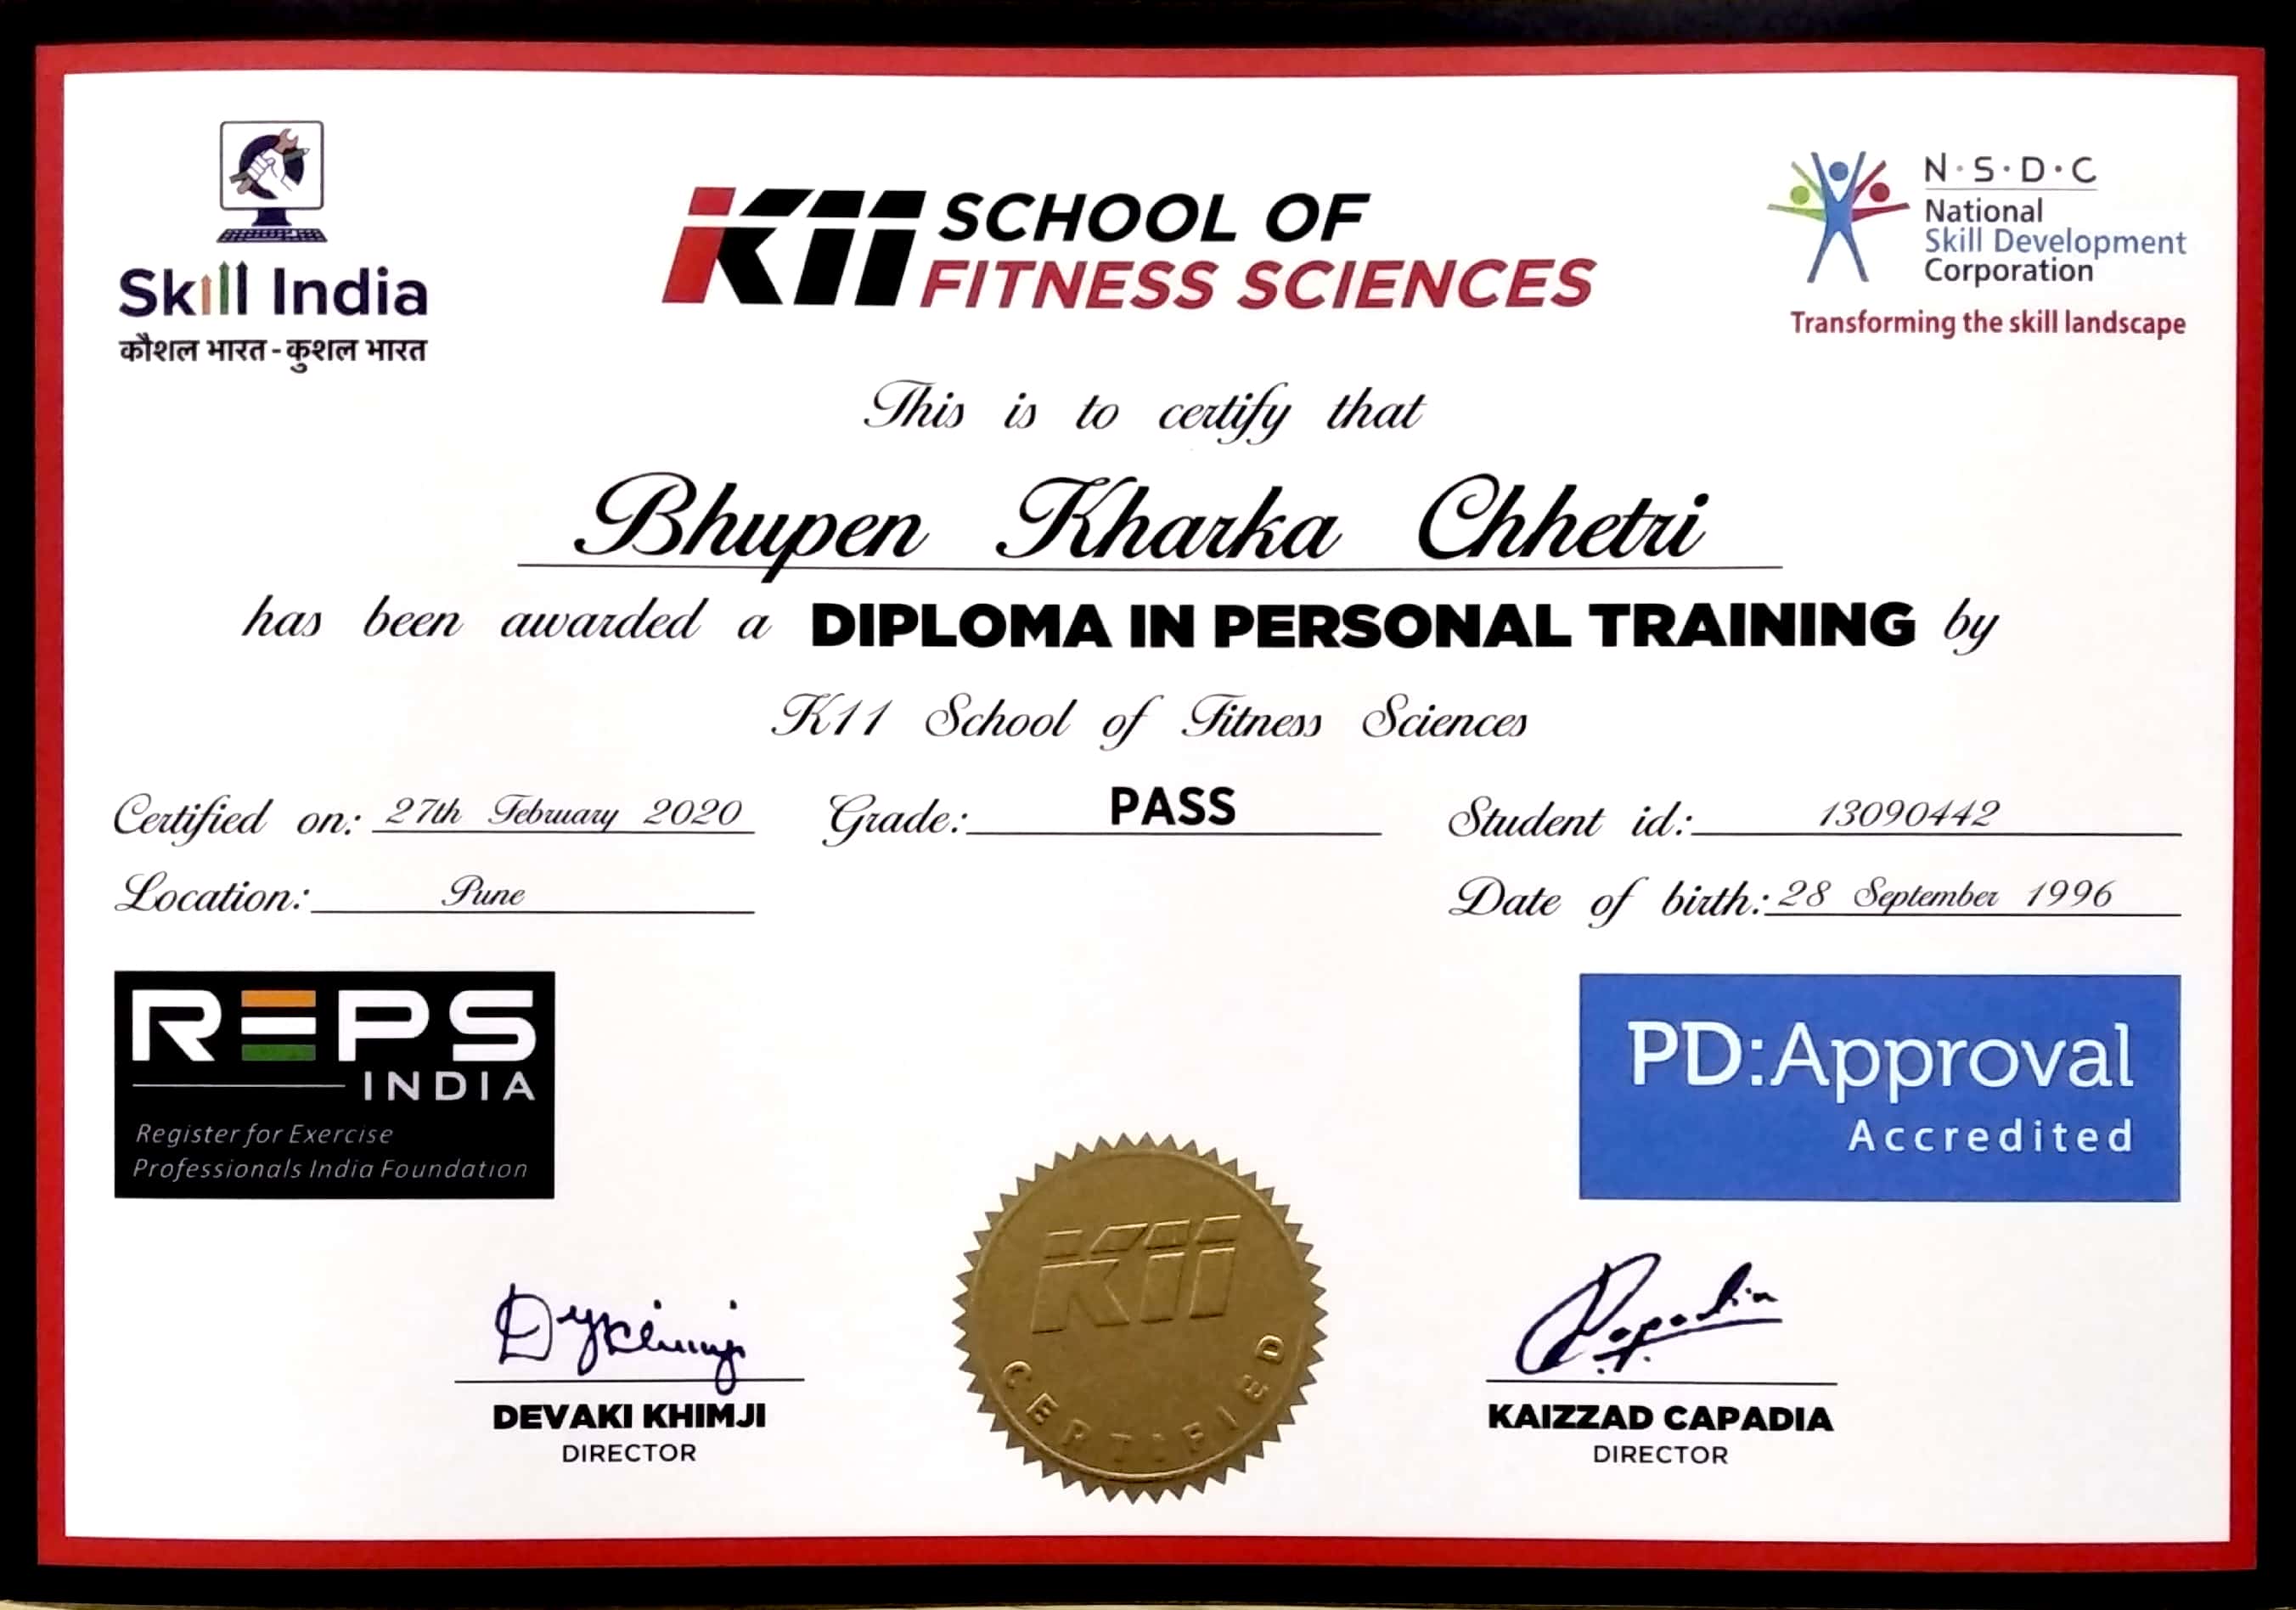 Skill India
कौशल भारत - कुशल भारत
K11 SCHOOL OF
FITNESS SCIENCES
N·S·D·C
National
Skill Development
Corporation
Transforming the skill landscape
This is to certify that
Bhupen Kharka Chhetri
has been awarded a DIPLOMA IN PERSONAL TRAINING by
K11 School of Fitness Sciences
Certified on: 27th February 2020 Grade: PASS Student id: 13090442
Location: Pune Date of birth: 28 September 1996
REPS
INDIA
Register for Exercise
Professionals India Foundation
PD:Approval
Accredited
K11
CERTIFIED
DEVAKI KHIMJI
DIRECTOR
KAIZZAD CAPADIA
DIRECTOR